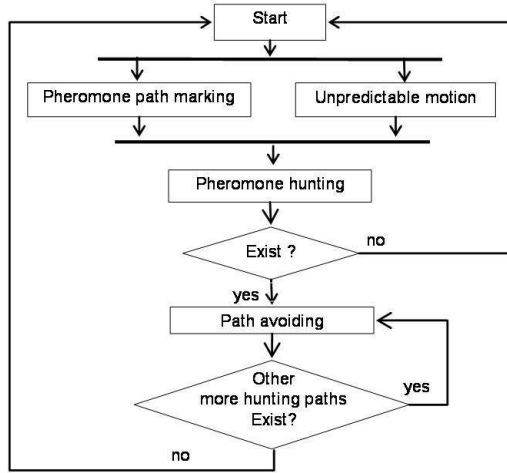 Start
Pheromone path marking
Unpredictable motion
Pheromone hunting
Exist ?
no
yes
Path avoiding
Other
more hunting paths
Exist?
yes
no